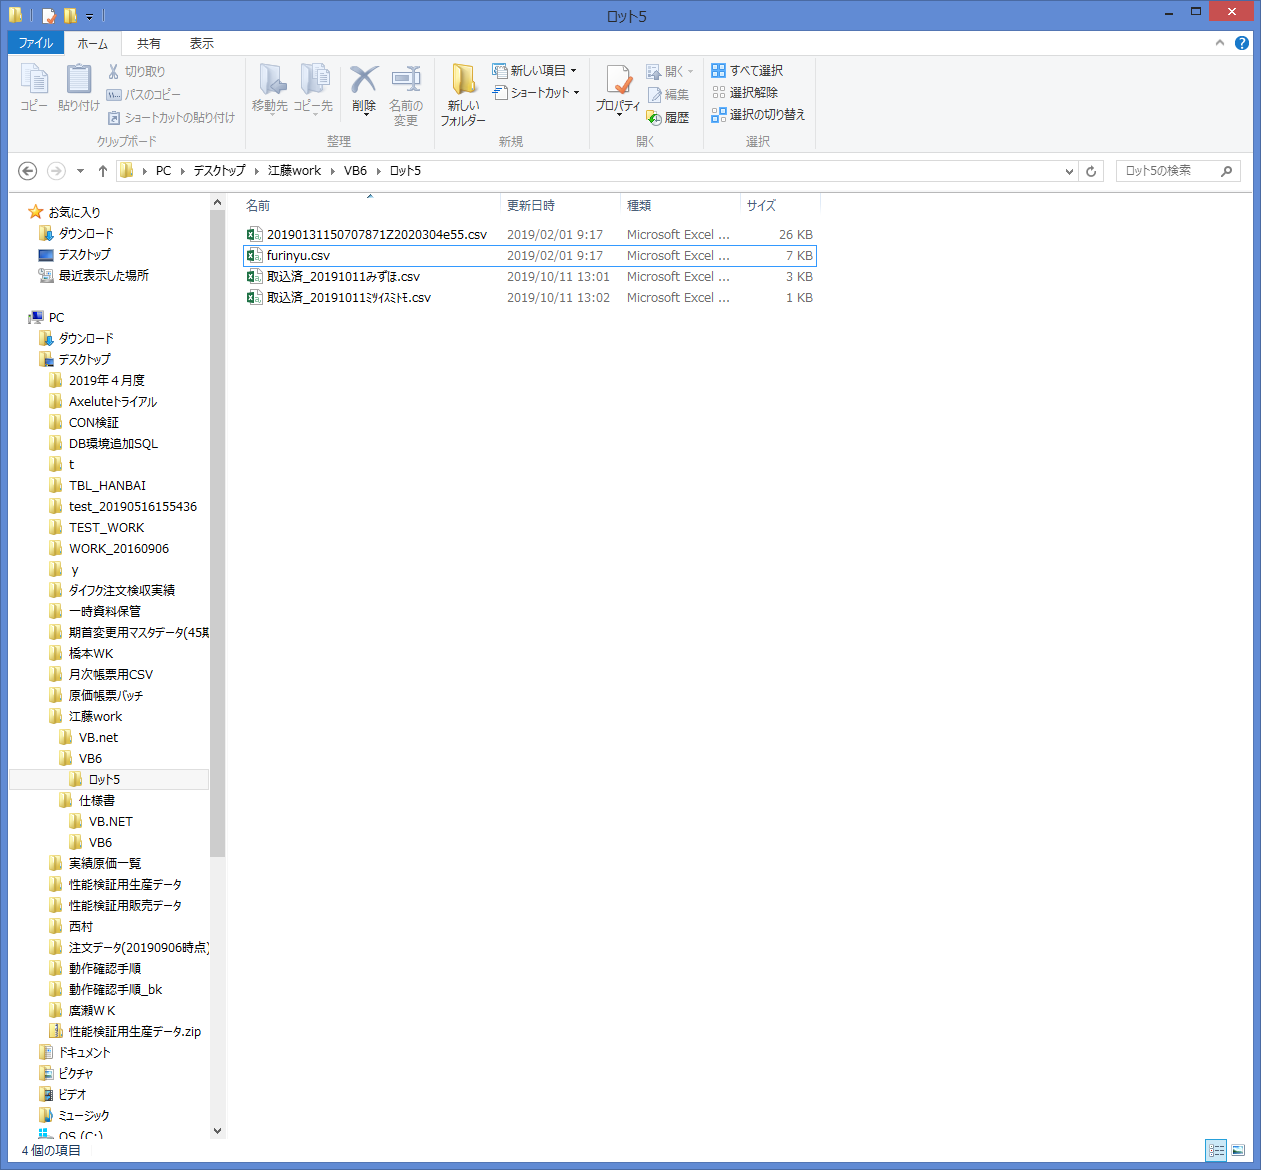 ロット5
ファイル
ホーム
共有
表示
コピー
貼り付け
切り取り
パスのコピー
ショートカットの貼り付け
クリップボード
移動先
コピー先
削除
名前の
変更
整理
新しい
フォルダー
新しい項目
ショートカット
新規
プロパティ
開く
編集
履歴
開く
すべて選択
選択解除
選択の切り替え
選択
PC
デスクトップ
江藤work
VB6
ロット5
ロット5の検索
お気に入り
ダウンロード
デスクトップ
最近表示した場所
PC
ダウンロード
デスクトップ
2019年４月度
Axeluteトライアル
CON検証
DB環境追加SQL
t
TBL_HANBAI
test_20190516155436
TEST_WORK
WORK_20160906
y
ダイフク注文検収実績
一時資料保管
期首変更用マスタデータ(45期
橋本WK
月次帳票用CSV
原価帳票バッチ
江藤work
VB.net
VB6
ロット5
仕様書
VB.NET
VB6
実績原価一覧
性能検証用生産データ
性能検証用販売データ
西村
注文データ(20190906時点)
動作確認手順
動作確認手順_bk
廣瀬ＷＫ
性能検証用生産データ.zip
ドキュメント
ピクチャ
ビデオ
ミュージック
OS (C:)
名前 更新日時 種類 サイズ
20190131150707871Z2020304e55.csv 2019/02/01 9:17 Microsoft Excel ... 26 KB
furinyu.csv 2019/02/01 9:17 Microsoft Excel ... 7 KB
取込済_20191011みずほ.csv 2019/10/11 13:01 Microsoft Excel ... 3 KB
取込済_20191011ﾐﾂｲｽﾐﾄﾓ.csv 2019/10/11 13:02 Microsoft Excel ... 1 KB
4 個の項目